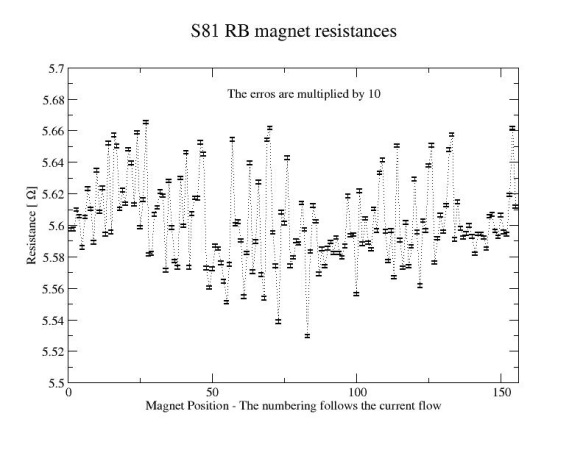 S81 RB magnet resistances
The erros are multiplied by 10
Resistance [ Ω]
5.7
5.68
5.66
5.64
5.62
5.6
5.58
5.56
5.54
5.52
5.5
0 50 100 150
Magnet Position - The numbering follows the current flow